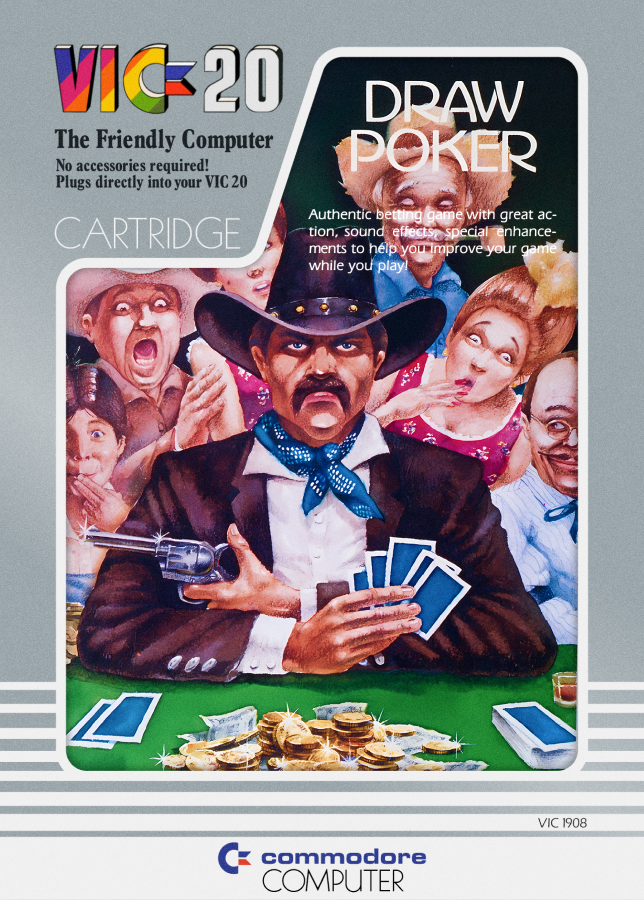 VIC 20
The Friendly Computer
No accessories required!
Plugs directly into your VIC 20
CARTRIDGE
DRAW
POKER
Authentic betting game with great ac-
tion, sound effects, special enhance-
ments to help you improve your game
while you play!
VIC 1908
commodore
COMPUTER